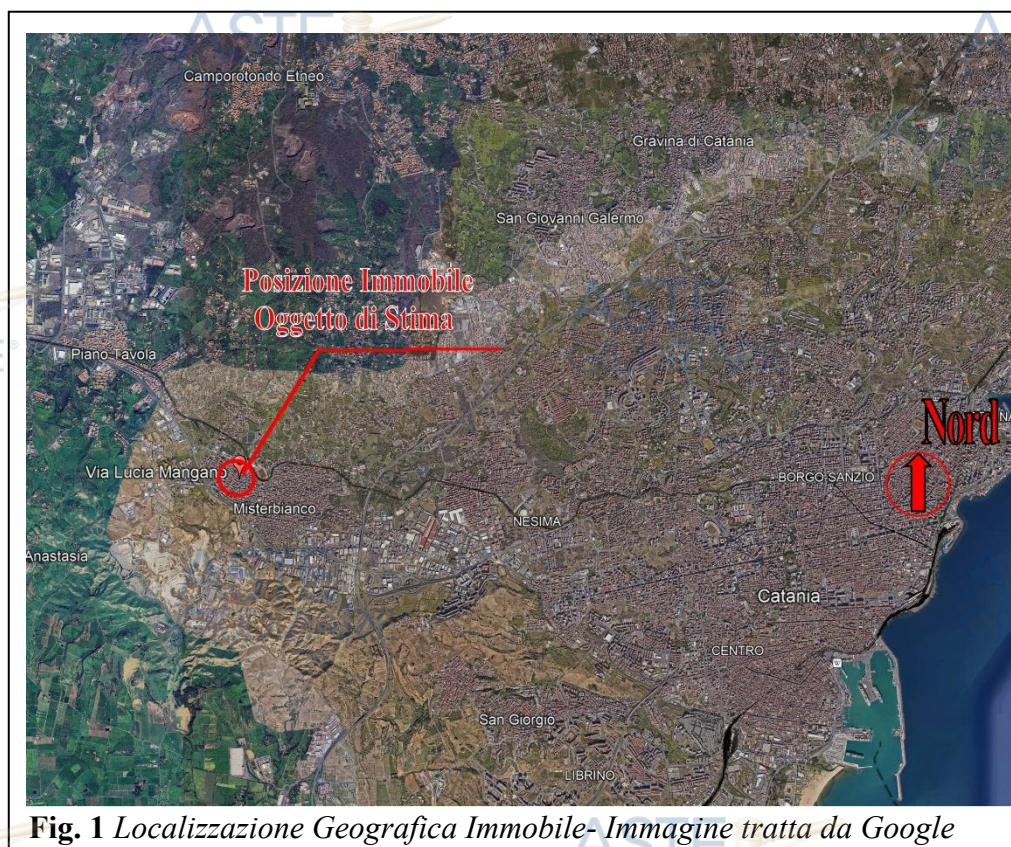 ASTE
Camporotondo Etneo
Gravina di Catania
San Giovanni Galermo
Posizione Immobile
Oggetto di Stima
ASTE
Piano Tavola
Nord
Via Lucia Mangano
BORGO-SANZIO
Misterbianco
NESIMA
Anastasia
Catania
CENTRO
San Giorgio
LIBRINO
Fig. 1 Localizzazione Geografica Immobile- Immagine tratta da Google